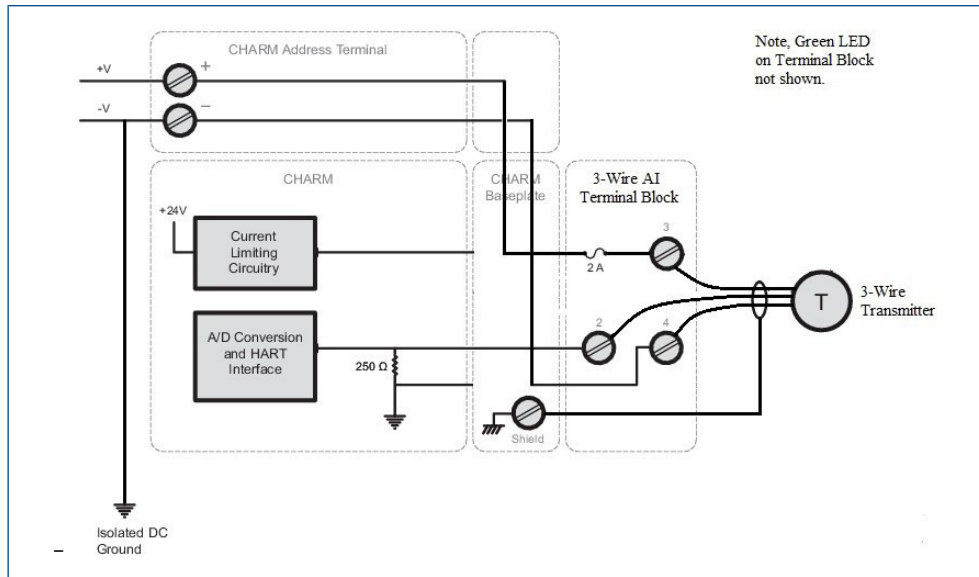 CHARM Address Terminal
Note, Green LED
on Terminal Block
not shown.
+V
+
-V
–
CHARM
CHARM
Baseplate
3-Wire AI
Terminal Block
+24V
Current
Limiting
Circuitry
3
2 A
T
3-Wire
Transmitter
A/D Conversion
and HART
Interface
250 Ω
2
4
Shield
Isolated DC
Ground
–